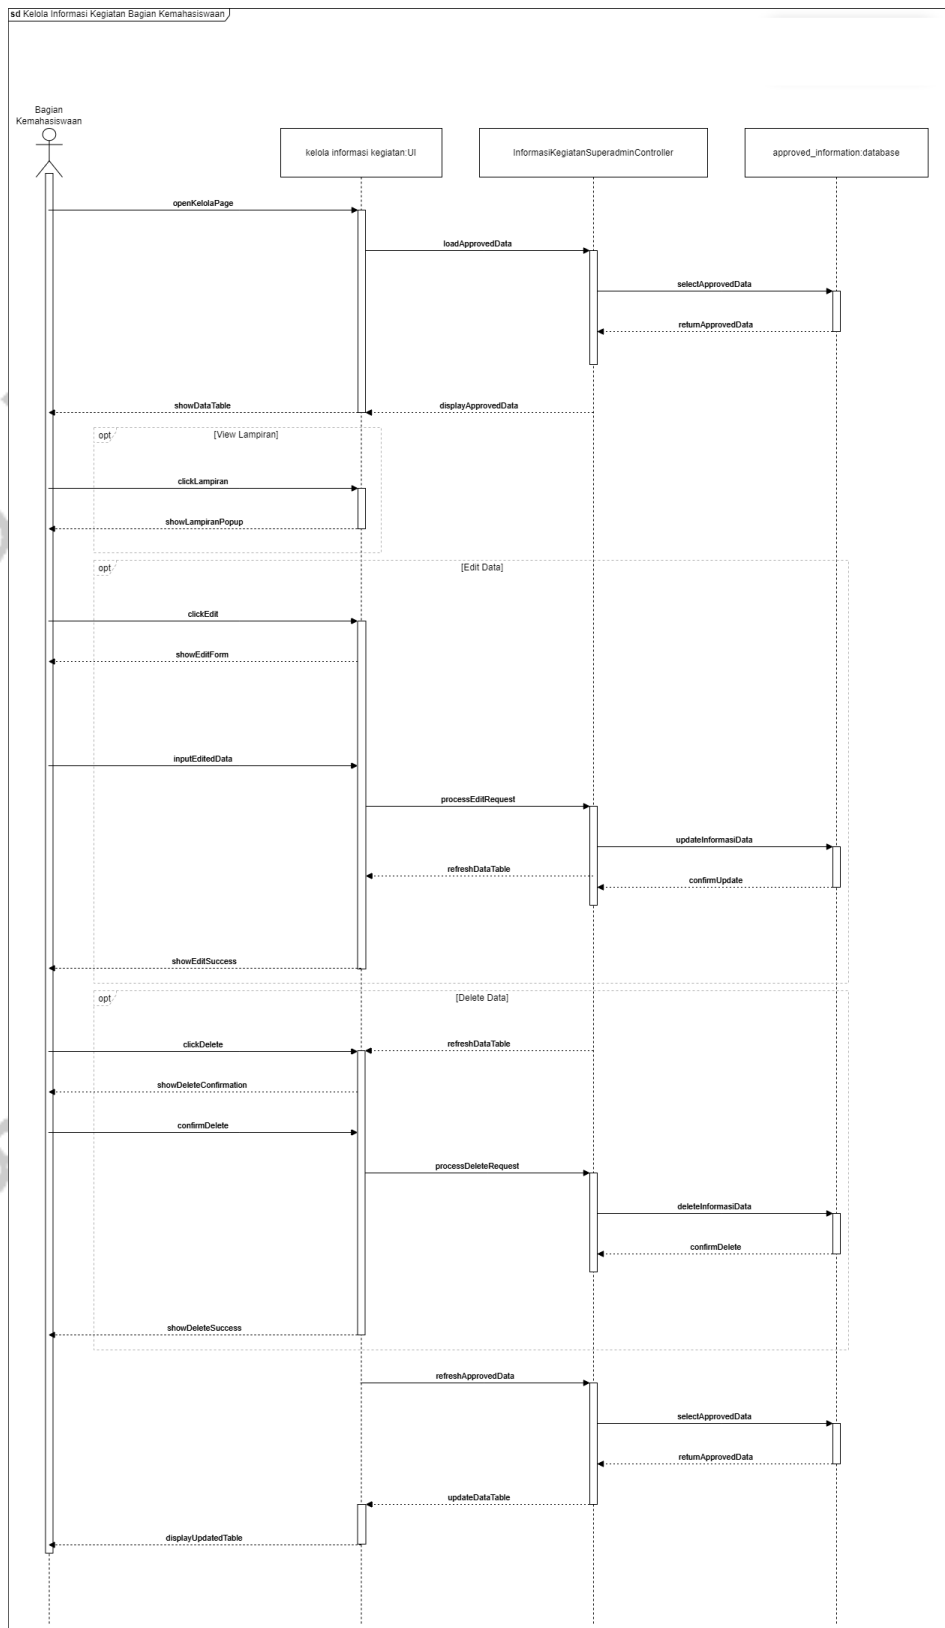 sd Kelola Informasi Kegiatan Bagian Kemahasiswaan
Bagian
Kemahasiswaan
kelola informasi kegiatan:UI
InformasiKegiatanSuperadminController
approved_information:database
openKelolaPage
loadApprovedData
selectApprovedData
returnApprovedData
showDataTable
displayApprovedData
opt
[View Lampiran]
clickLampiran
showLampiranPopup
opt
[Edit Data]
clickEdit
showEditForm
inputEditedData
processEditRequest
updateInformasiData
refreshDataTable
confirmUpdate
showEditSuccess
opt
[Delete Data]
clickDelete
refreshDataTable
showDeleteConfirmation
confirmDelete
processDeleteRequest
deleteInformasiData
confirmDelete
showDeleteSuccess
refreshApprovedData
selectApprovedData
returnApprovedData
updateDataTable
displayUpdatedTable